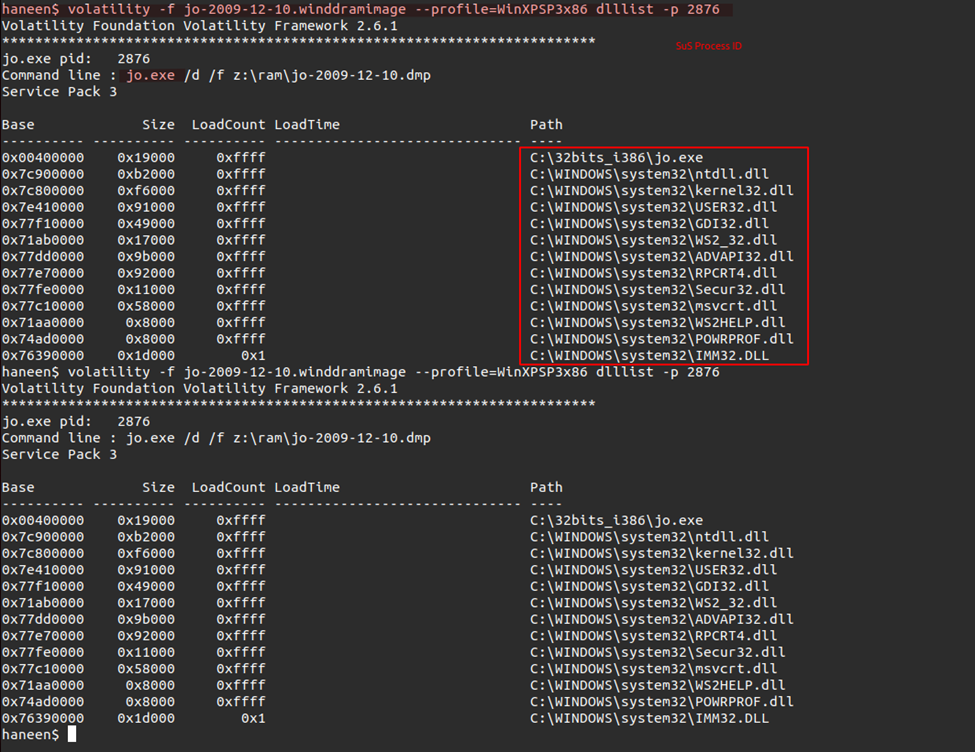 haneen$ volatility -f jo-2009-12-10.winddramimage --profile=WinXPSP3x86 dlllist -p 2876
Volatility Foundation Volatility Framework 2.6.1
************************************************************************
SuS Process ID
jo.exe pid:   2876
Command line : jo.exe /d /f z:\ram\jo-2009-12-10.dmp
Service Pack 3
Base             Size  LoadCount LoadTime                       Path
---------- ---------- ---------- ------------------------------ ----
0x00400000    0x19000     0xffff                                C:\32bits_i386\jo.exe
0x7c900000    0xb2000     0xffff                                C:\WINDOWS\system32\ntdll.dll
0x7c800000    0xf6000     0xffff                                C:\WINDOWS\system32\kernel32.dll
0x7e410000    0x91000     0xffff                                C:\WINDOWS\system32\USER32.dll
0x77f10000    0x49000     0xffff                                C:\WINDOWS\system32\GDI32.dll
0x71ab0000    0x17000     0xffff                                C:\WINDOWS\system32\WS2_32.dll
0x77dd0000    0x9b000     0xffff                                C:\WINDOWS\system32\ADVAPI32.dll
0x77e70000    0x92000     0xffff                                C:\WINDOWS\system32\RPCRT4.dll
0x77fe0000    0x11000     0xffff                                C:\WINDOWS\system32\Secur32.dll
0x77c10000    0x58000     0xffff                                C:\WINDOWS\system32\msvcrt.dll
0x71aa0000     0x8000     0xffff                                C:\WINDOWS\system32\WS2HELP.dll
0x74ad0000     0x8000     0xffff                                C:\WINDOWS\system32\POWRPROF.dll
0x76390000    0x1d000        0x1                                C:\WINDOWS\system32\IMM32.DLL
haneen$ volatility -f jo-2009-12-10.winddramimage --profile=WinXPSP3x86 dlllist -p 2876
Volatility Foundation Volatility Framework 2.6.1
************************************************************************
jo.exe pid:   2876
Command line : jo.exe /d /f z:\ram\jo-2009-12-10.dmp
Service Pack 3
Base             Size  LoadCount LoadTime                       Path
---------- ---------- ---------- ------------------------------ ----
0x00400000    0x19000     0xffff                                C:\32bits_i386\jo.exe
0x7c900000    0xb2000     0xffff                                C:\WINDOWS\system32\ntdll.dll
0x7c800000    0xf6000     0xffff                                C:\WINDOWS\system32\kernel32.dll
0x7e410000    0x91000     0xffff                                C:\WINDOWS\system32\USER32.dll
0x77f10000    0x49000     0xffff                                C:\WINDOWS\system32\GDI32.dll
0x71ab0000    0x17000     0xffff                                C:\WINDOWS\system32\WS2_32.dll
0x77dd0000    0x9b000     0xffff                                C:\WINDOWS\system32\ADVAPI32.dll
0x77e70000    0x92000     0xffff                                C:\WINDOWS\system32\RPCRT4.dll
0x77fe0000    0x11000     0xffff                                C:\WINDOWS\system32\Secur32.dll
0x77c10000    0x58000     0xffff                                C:\WINDOWS\system32\msvcrt.dll
0x71aa0000     0x8000     0xffff                                C:\WINDOWS\system32\WS2HELP.dll
0x74ad0000     0x8000     0xffff                                C:\WINDOWS\system32\POWRPROF.dll
0x76390000    0x1d000        0x1                                C:\WINDOWS\system32\IMM32.DLL
haneen$